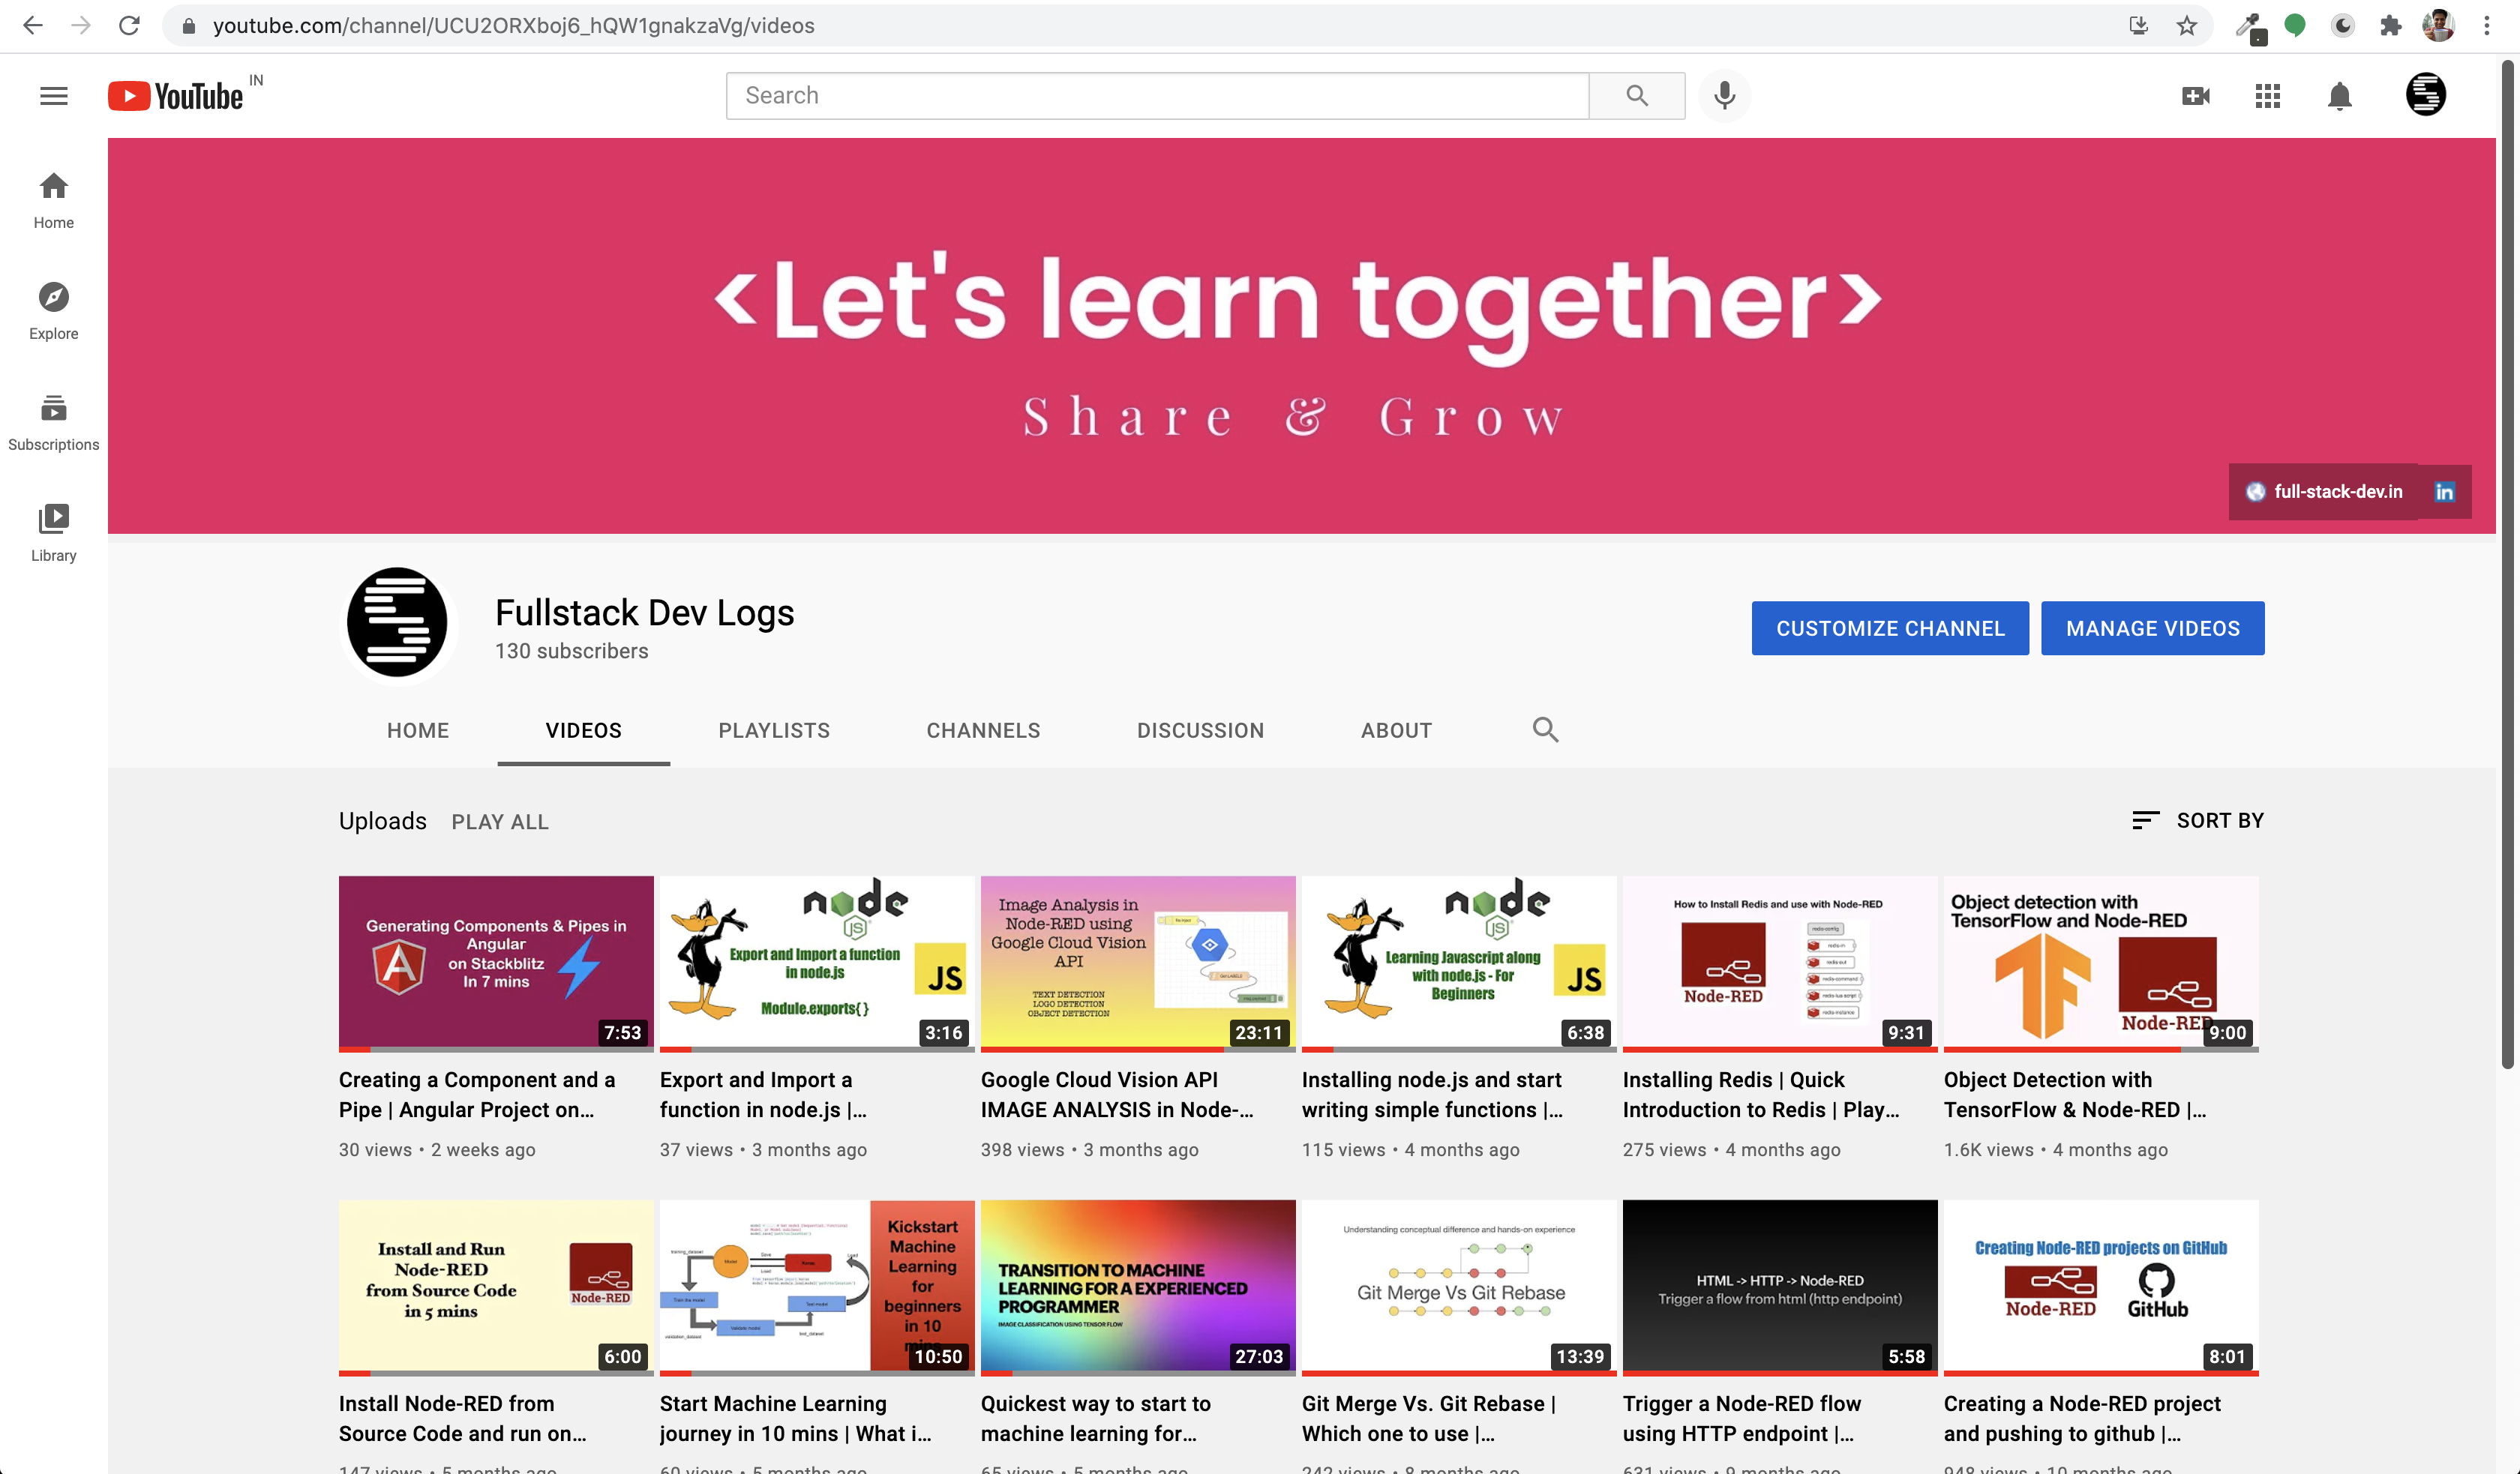 youtube.com/channel/UCU2ORXboj6_hQW1gnakzaVg/videos
YouTube IN
Search
Home
Explore
Subscriptions
Library
<Let's learn together>
Share & Grow
full-stack-dev.in
in
Fullstack Dev Logs
130 subscribers
CUSTOMIZE CHANNEL
MANAGE VIDEOS
HOME
VIDEOS
PLAYLISTS
CHANNELS
DISCUSSION
ABOUT
Uploads
PLAY ALL
SORT BY
Generating Components & Pipes in
Angular
on Stackblitz
In 7 mins
7:53
Creating a Component and a
Pipe | Angular Project on...
30 views • 2 weeks ago
node
JS
Export and Import a function
in node.js
Module.exports{ }
JS
3:16
Export and Import a
function in node.js |...
37 views • 3 months ago
Image Analysis in
Node-RED using
Google Cloud Vision
API
TEXT DETECTION
LOGO DETECTION
OBJECT DETECTION
23:11
Google Cloud Vision API
IMAGE ANALYSIS in Node-...
398 views • 3 months ago
node
JS
Learning Javascript along
with node.js - For
Beginners
JS
6:38
Installing node.js and start
writing simple functions |...
115 views • 4 months ago
How to Install Redis and use with Node-RED
Node-RED
9:31
Installing Redis | Quick
Introduction to Redis | Play...
275 views • 4 months ago
Object detection with
TensorFlow and Node-RED
Node-RED
9:00
Object Detection with
TensorFlow & Node-RED |...
1.6K views • 4 months ago
Install and Run
Node-RED
from Source Code
in 5 mins
Node-RED
6:00
Install Node-RED from
Source Code and run on...
147 views • 5 months ago
Kickstart
Machine
Learning
for
beginners
in 10
mins
10:50
Start Machine Learning
journey in 10 mins | What i...
60 views • 5 months ago
TRANSITION TO MACHINE
LEARNING FOR A EXPERIENCED
PROGRAMMER
IMAGE CLASSIFICATION USING TENSOR FLOW
27:03
Quickest way to start to
machine learning for...
65 views • 5 months ago
Understanding conceptual difference and hands-on experience
Git Merge Vs Git Rebase
13:39
Git Merge Vs. Git Rebase |
Which one to use |...
242 views • 8 months ago
HTML -> HTTP -> Node-RED
Trigger a flow from html (http endpoint)
5:58
Trigger a Node-RED flow
using HTTP endpoint |...
631 views • 9 months ago
Creating Node-RED projects on GitHub
Node-RED
GitHub
8:01
Creating a Node-RED project
and pushing to github |...
948 views • 10 months ago